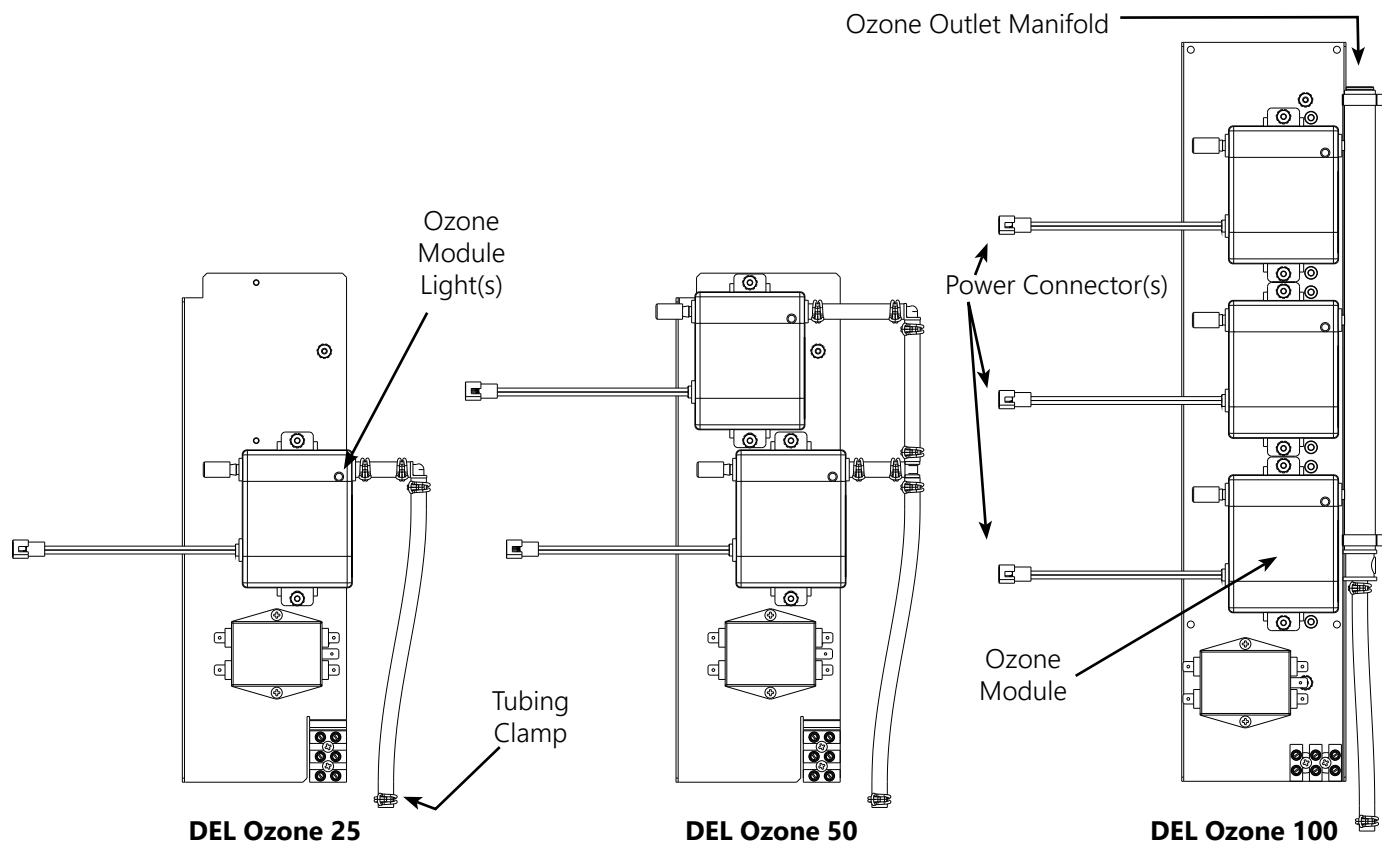 Ozone Outlet Manifold
Ozone
Module
Light(s)
Power Connector(s)
Ozone
Module
Tubing
Clamp
DEL Ozone 25
DEL Ozone 50
DEL Ozone 100